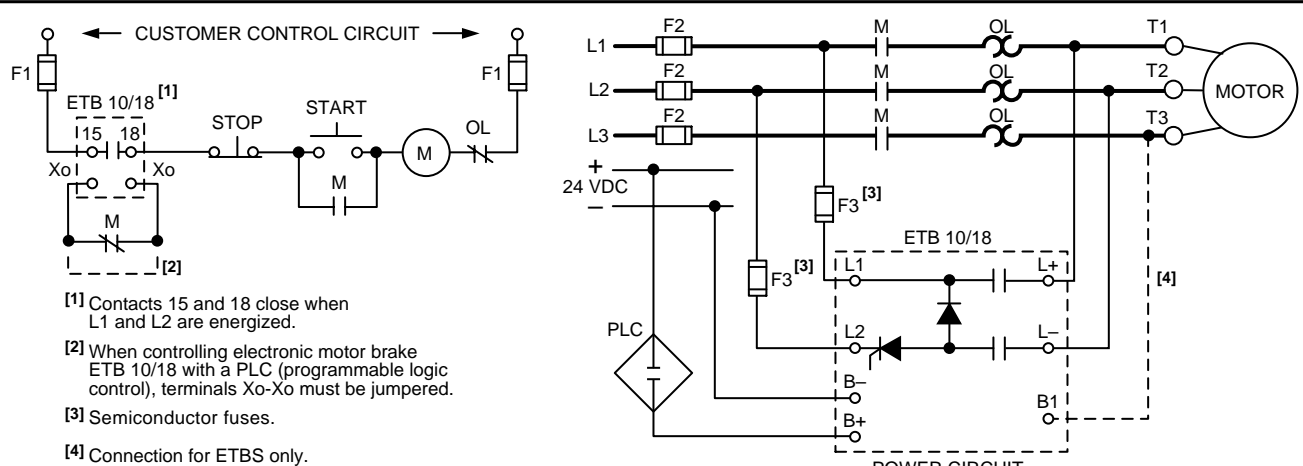 CUSTOMER CONTROL CIRCUIT
F1
F1
ETB 10/18 [1]
15 18
Xo
Xo
STOP
START
M
OL
M
M
[2]
[1] Contacts 15 and 18 close when
L1 and L2 are energized.
[2] When controlling electronic motor brake
ETB 10/18 with a PLC (programmable logic
control), terminals Xo-Xo must be jumpered.
[3] Semiconductor fuses.
[4] Connection for ETBS only.
L1
F2
M
OL
T1
L2
F2
M
OL
T2
MOTOR
L3
F2
M
OL
T3
+
24 VDC
–
F3 [3]
F3 [3]
ETB 10/18
L1
L+
[4]
PLC
L2
L–
B–
B1
B+
POWER CIRCUIT